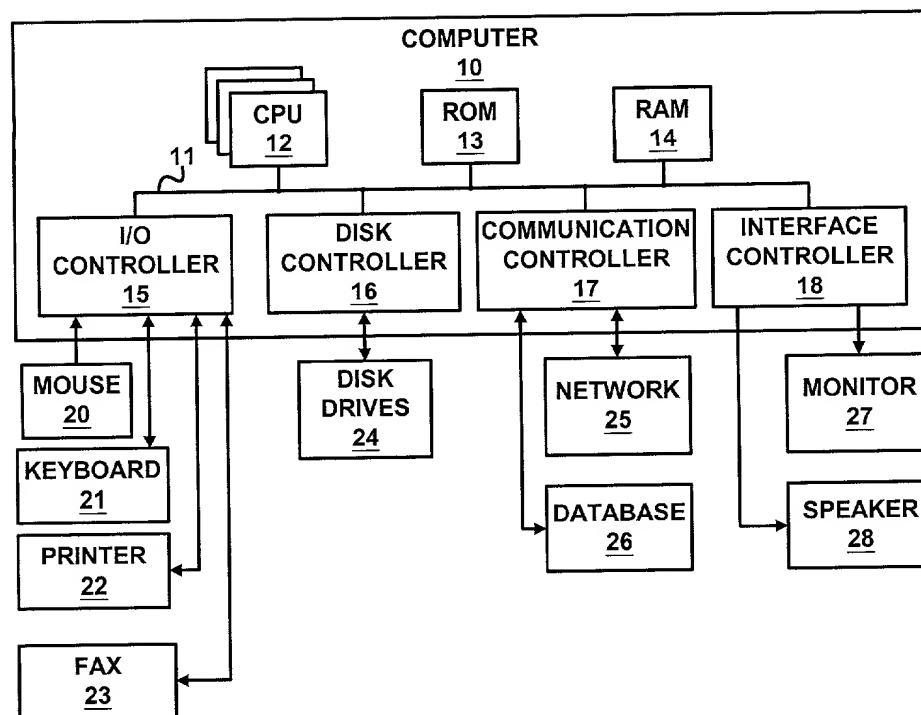 COMPUTER
10
CPU
12
ROM
13
RAM
14
11
I/O
CONTROLLER
15
DISK
CONTROLLER
16
COMMUNICATION
CONTROLLER
17
INTERFACE
CONTROLLER
18
MOUSE
20
DISK
DRIVES
24
NETWORK
25
MONITOR
27
KEYBOARD
21
DATABASE
26
SPEAKER
28
PRINTER
22
FAX
23